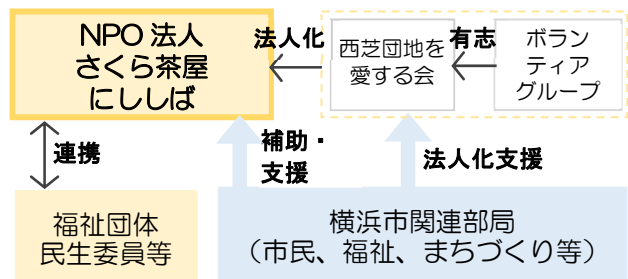 NPO 法人
さくら茶屋
にししば
法人化
西芝団地を
愛する会
有志
ボラン
ティア
グループ
連携
補助・
支援
法人化支援
福祉団体
民生委員等
横浜市関連部局
（市民、福祉、まちづくり等）